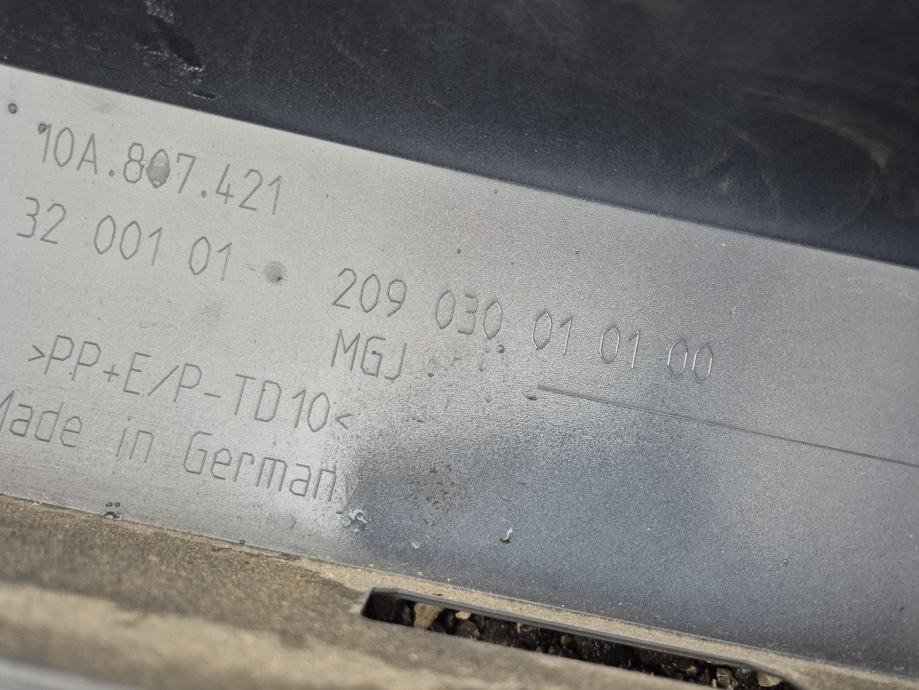 10A.807.421
32 001 01
209 030 01 01 00
MGJ
>PP+E/P-TD10<
Made in Germany